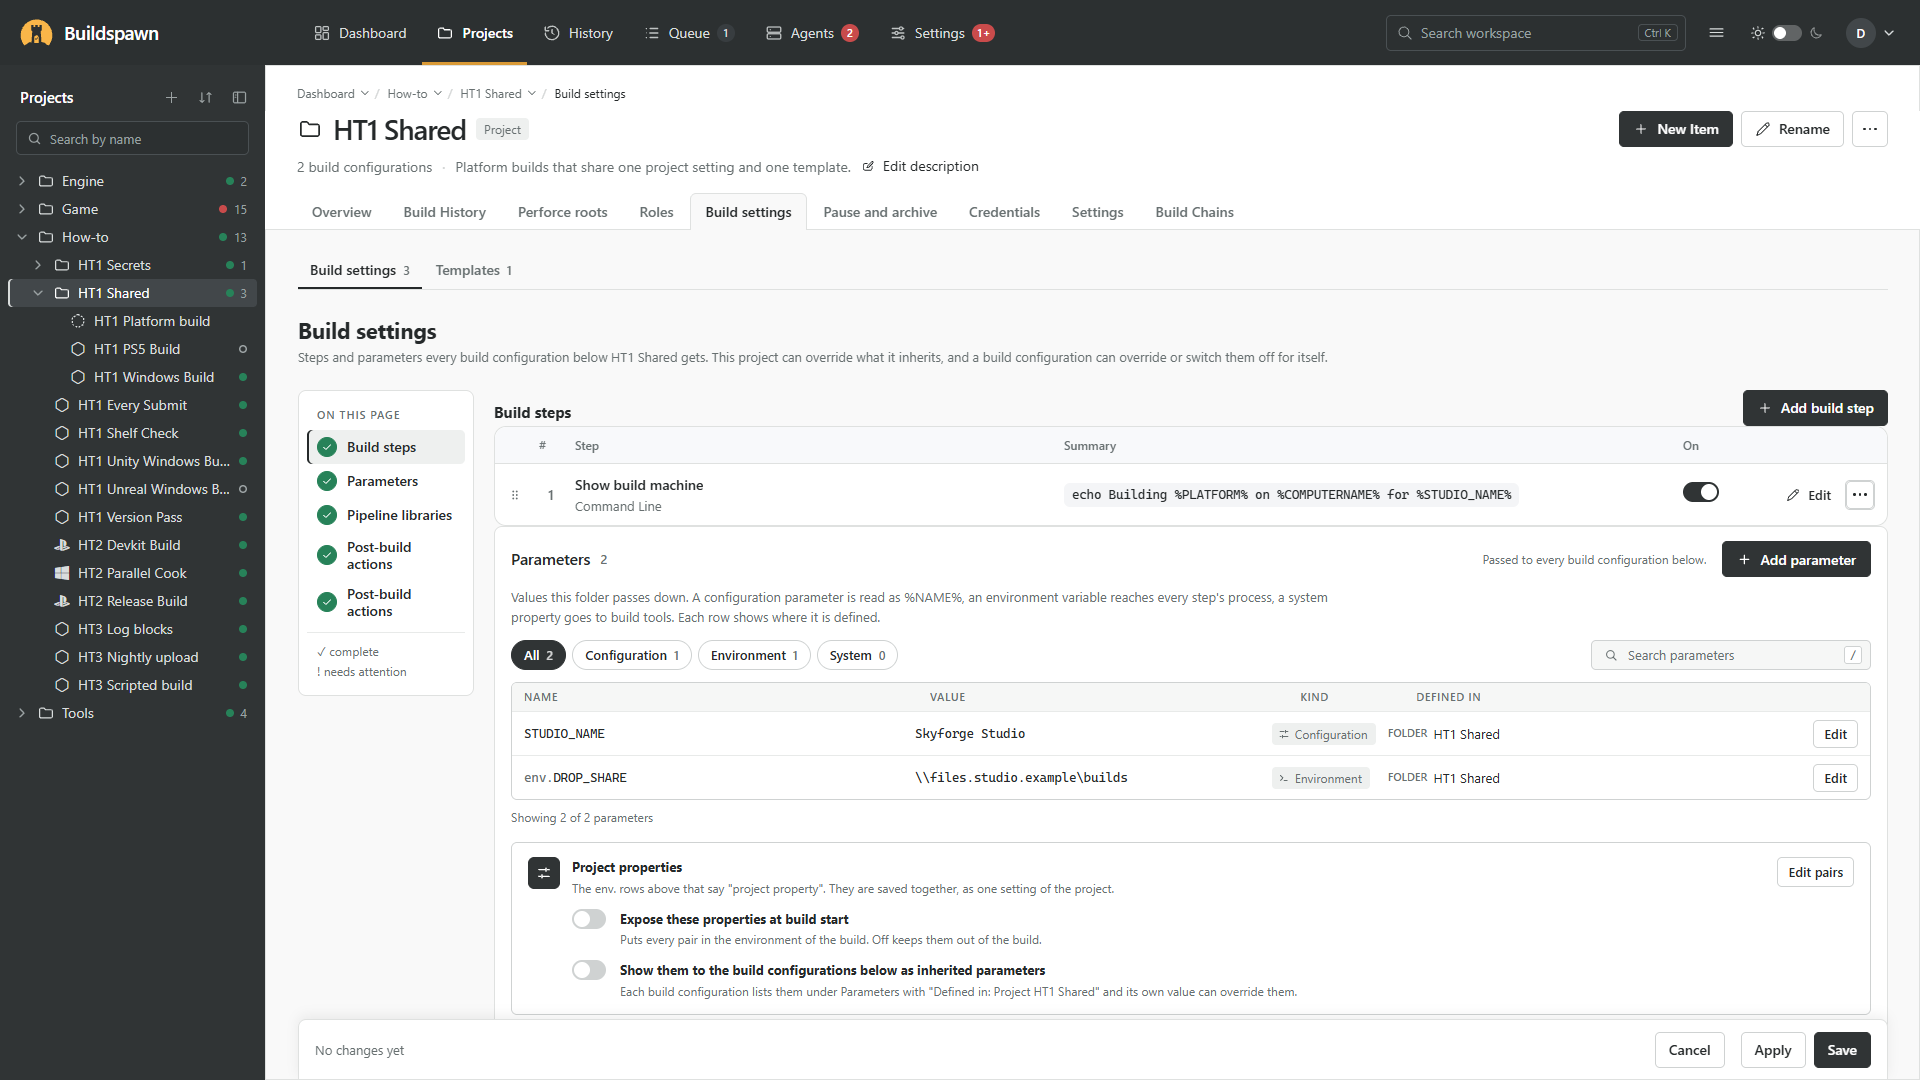 Buildspawn
Dashboard
Projects
History
Queue 1
Agents 2
Settings 1+
Search workspace
Ctrl K
D
Projects
Search by name
Engine 2
Game 15
How-to 13
HT1 Secrets 1
HT1 Shared 3
HT1 Platform build
HT1 PS5 Build
HT1 Windows Build
HT1 Every Submit
HT1 Shelf Check
HT1 Unity Windows Bu...
HT1 Unreal Windows B...
HT1 Version Pass
HT2 Devkit Build
HT2 Parallel Cook
HT2 Release Build
HT3 Log blocks
HT3 Nightly upload
HT3 Scripted build
Tools 4
Dashboard / How-to / HT1 Shared / Build settings
HT1 Shared Project
New Item
Rename
2 build configurations · Platform builds that share one project setting and one template. Edit description
Overview
Build History
Perforce roots
Roles
Build settings
Pause and archive
Credentials
Settings
Build Chains
Build settings 3
Templates 1
Build settings
Steps and parameters every build configuration below HT1 Shared gets. This project can override what it inherits, and a build configuration can override or switch them off for itself.
ON THIS PAGE
Build steps
Parameters
Pipeline libraries
Post-build
actions
Post-build
actions
✓ complete
! needs attention
Build steps
Add build step
# Step Summary On
1 Show build machine
Command Line
echo Building %PLATFORM% on %COMPUTERNAME% for %STUDIO_NAME%
Edit
Parameters 2
Passed to every build configuration below.
Add parameter
Values this folder passes down. A configuration parameter is read as %NAME%, an environment variable reaches every step's process, a system
property goes to build tools. Each row shows where it is defined.
All 2
Configuration 1
Environment 1
System 0
Search parameters /
NAME VALUE KIND DEFINED IN
STUDIO_NAME Skyforge Studio Configuration FOLDER HT1 Shared Edit
env.DROP_SHARE \\files.studio.example\builds Environment FOLDER HT1 Shared Edit
Showing 2 of 2 parameters
Project properties
The env. rows above that say "project property". They are saved together, as one setting of the project.
Edit pairs
Expose these properties at build start
Puts every pair in the environment of the build. Off keeps them out of the build.
Show them to the build configurations below as inherited parameters
Each build configuration lists them under Parameters with "Defined in: Project HT1 Shared" and its own value can override them.
No changes yet
Cancel
Apply
Save